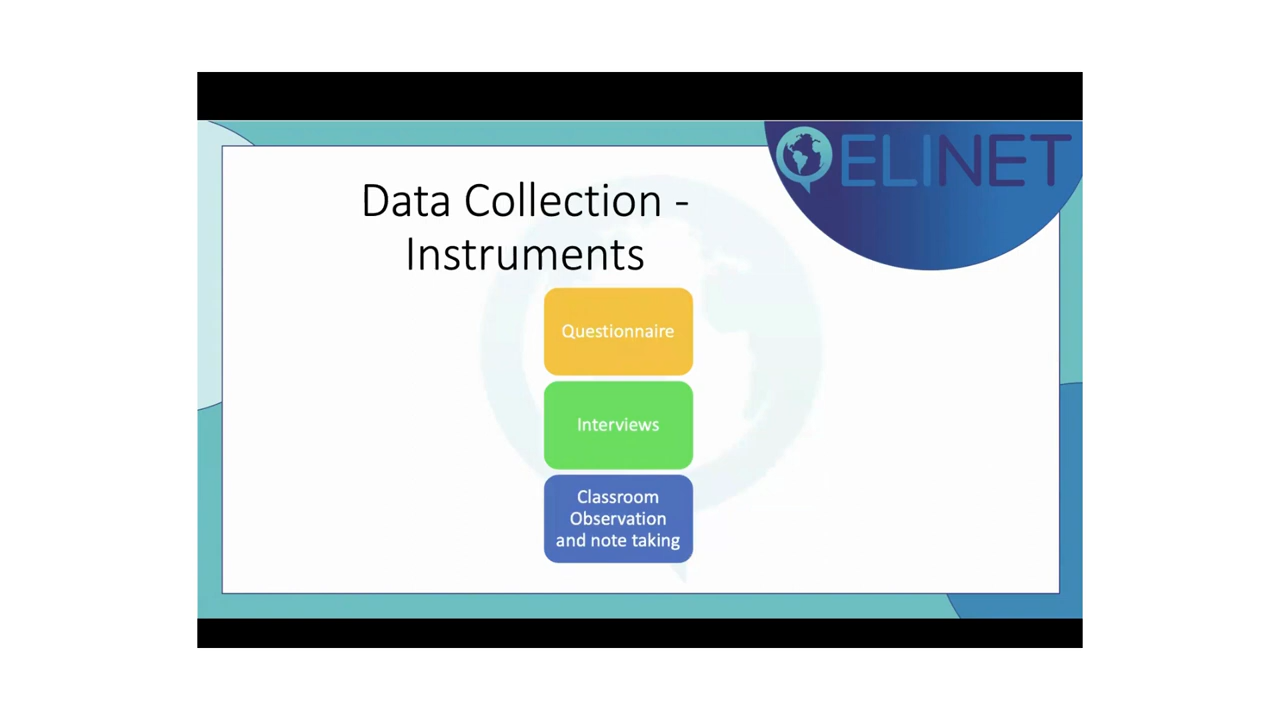 ELINET
Data Collection -
Instruments
Questionnaire
Interviews
Classroom
Observation
and note taking